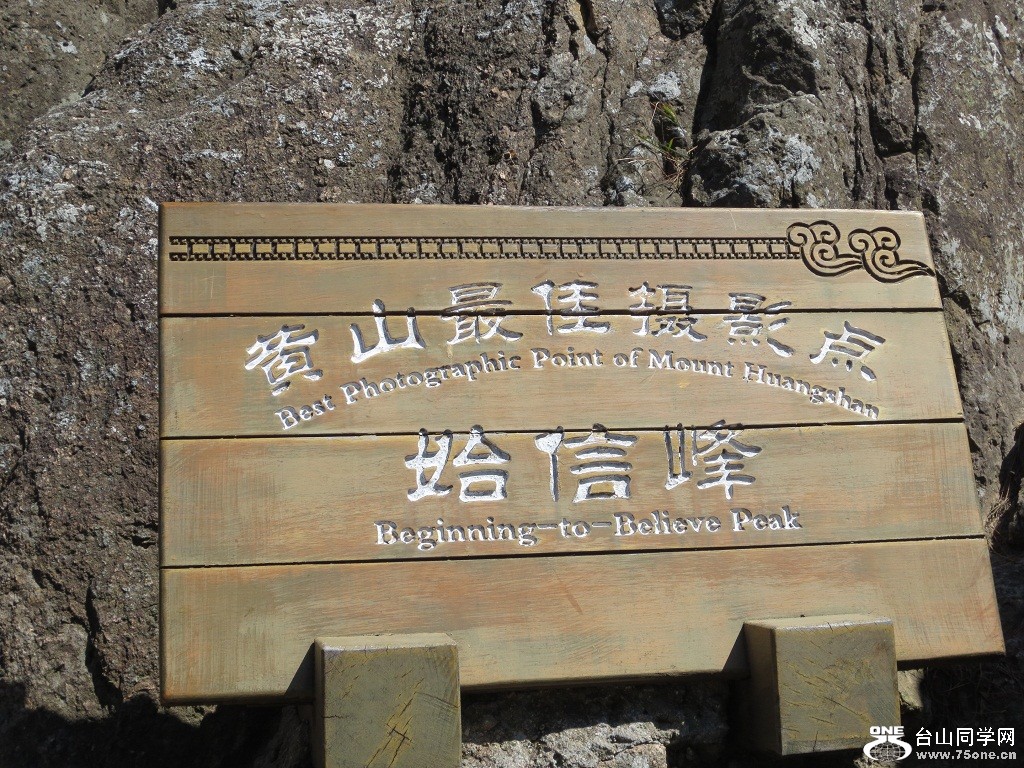 黄山最佳摄影点
Best Photographic Point of Mount Huangshan
始信峰
Beginning-to-Believe Peak
ONE 台山同学网
www.75one.cn